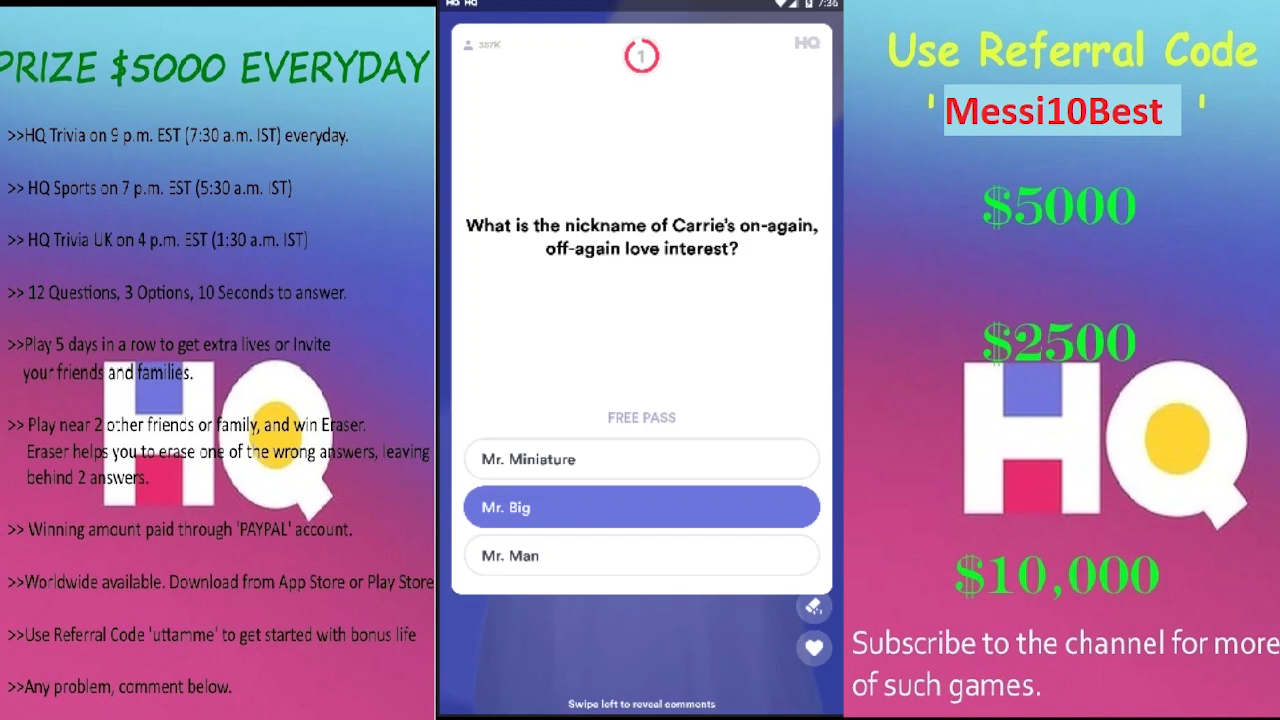 PRIZE $5000 EVERYDAY
>>HQ Trivia on 9 p.m. EST (7:30 a.m. IST) everyday.
>> HQ Sports on 7 p.m. EST (5:30 a.m. IST)
>> HQ Trivia UK on 4 p.m. EST (1:30 a.m. IST)
>> 12 Questions, 3 Options, 10 Seconds to answer.
>>Play 5 days in a row to get extra lives or Invite
your friends and families.
>> Play near 2 other friends or family, and win Eraser.
Eraser helps you to erase one of the wrong answers, leaving
behind 2 answers.
>> Winning amount paid through 'PAYPAL' account.
>>Worldwide available. Download from App Store or Play Store
>>Use Referral Code 'uttamme' to get started with bonus life
>>Any problem, comment below.
HQ
HQ HQ
7:36
357K
1
HQ
What is the nickname of Carrie's on-again,
off-again love interest?
FREE PASS
Mr. Miniature
Mr. Big
Mr. Man
Swipe left to reveal comments
Use Referral Code
' Messi10Best '
$5000
$2500
HQ
$10,000
Subscribe to the channel for more
of such games.